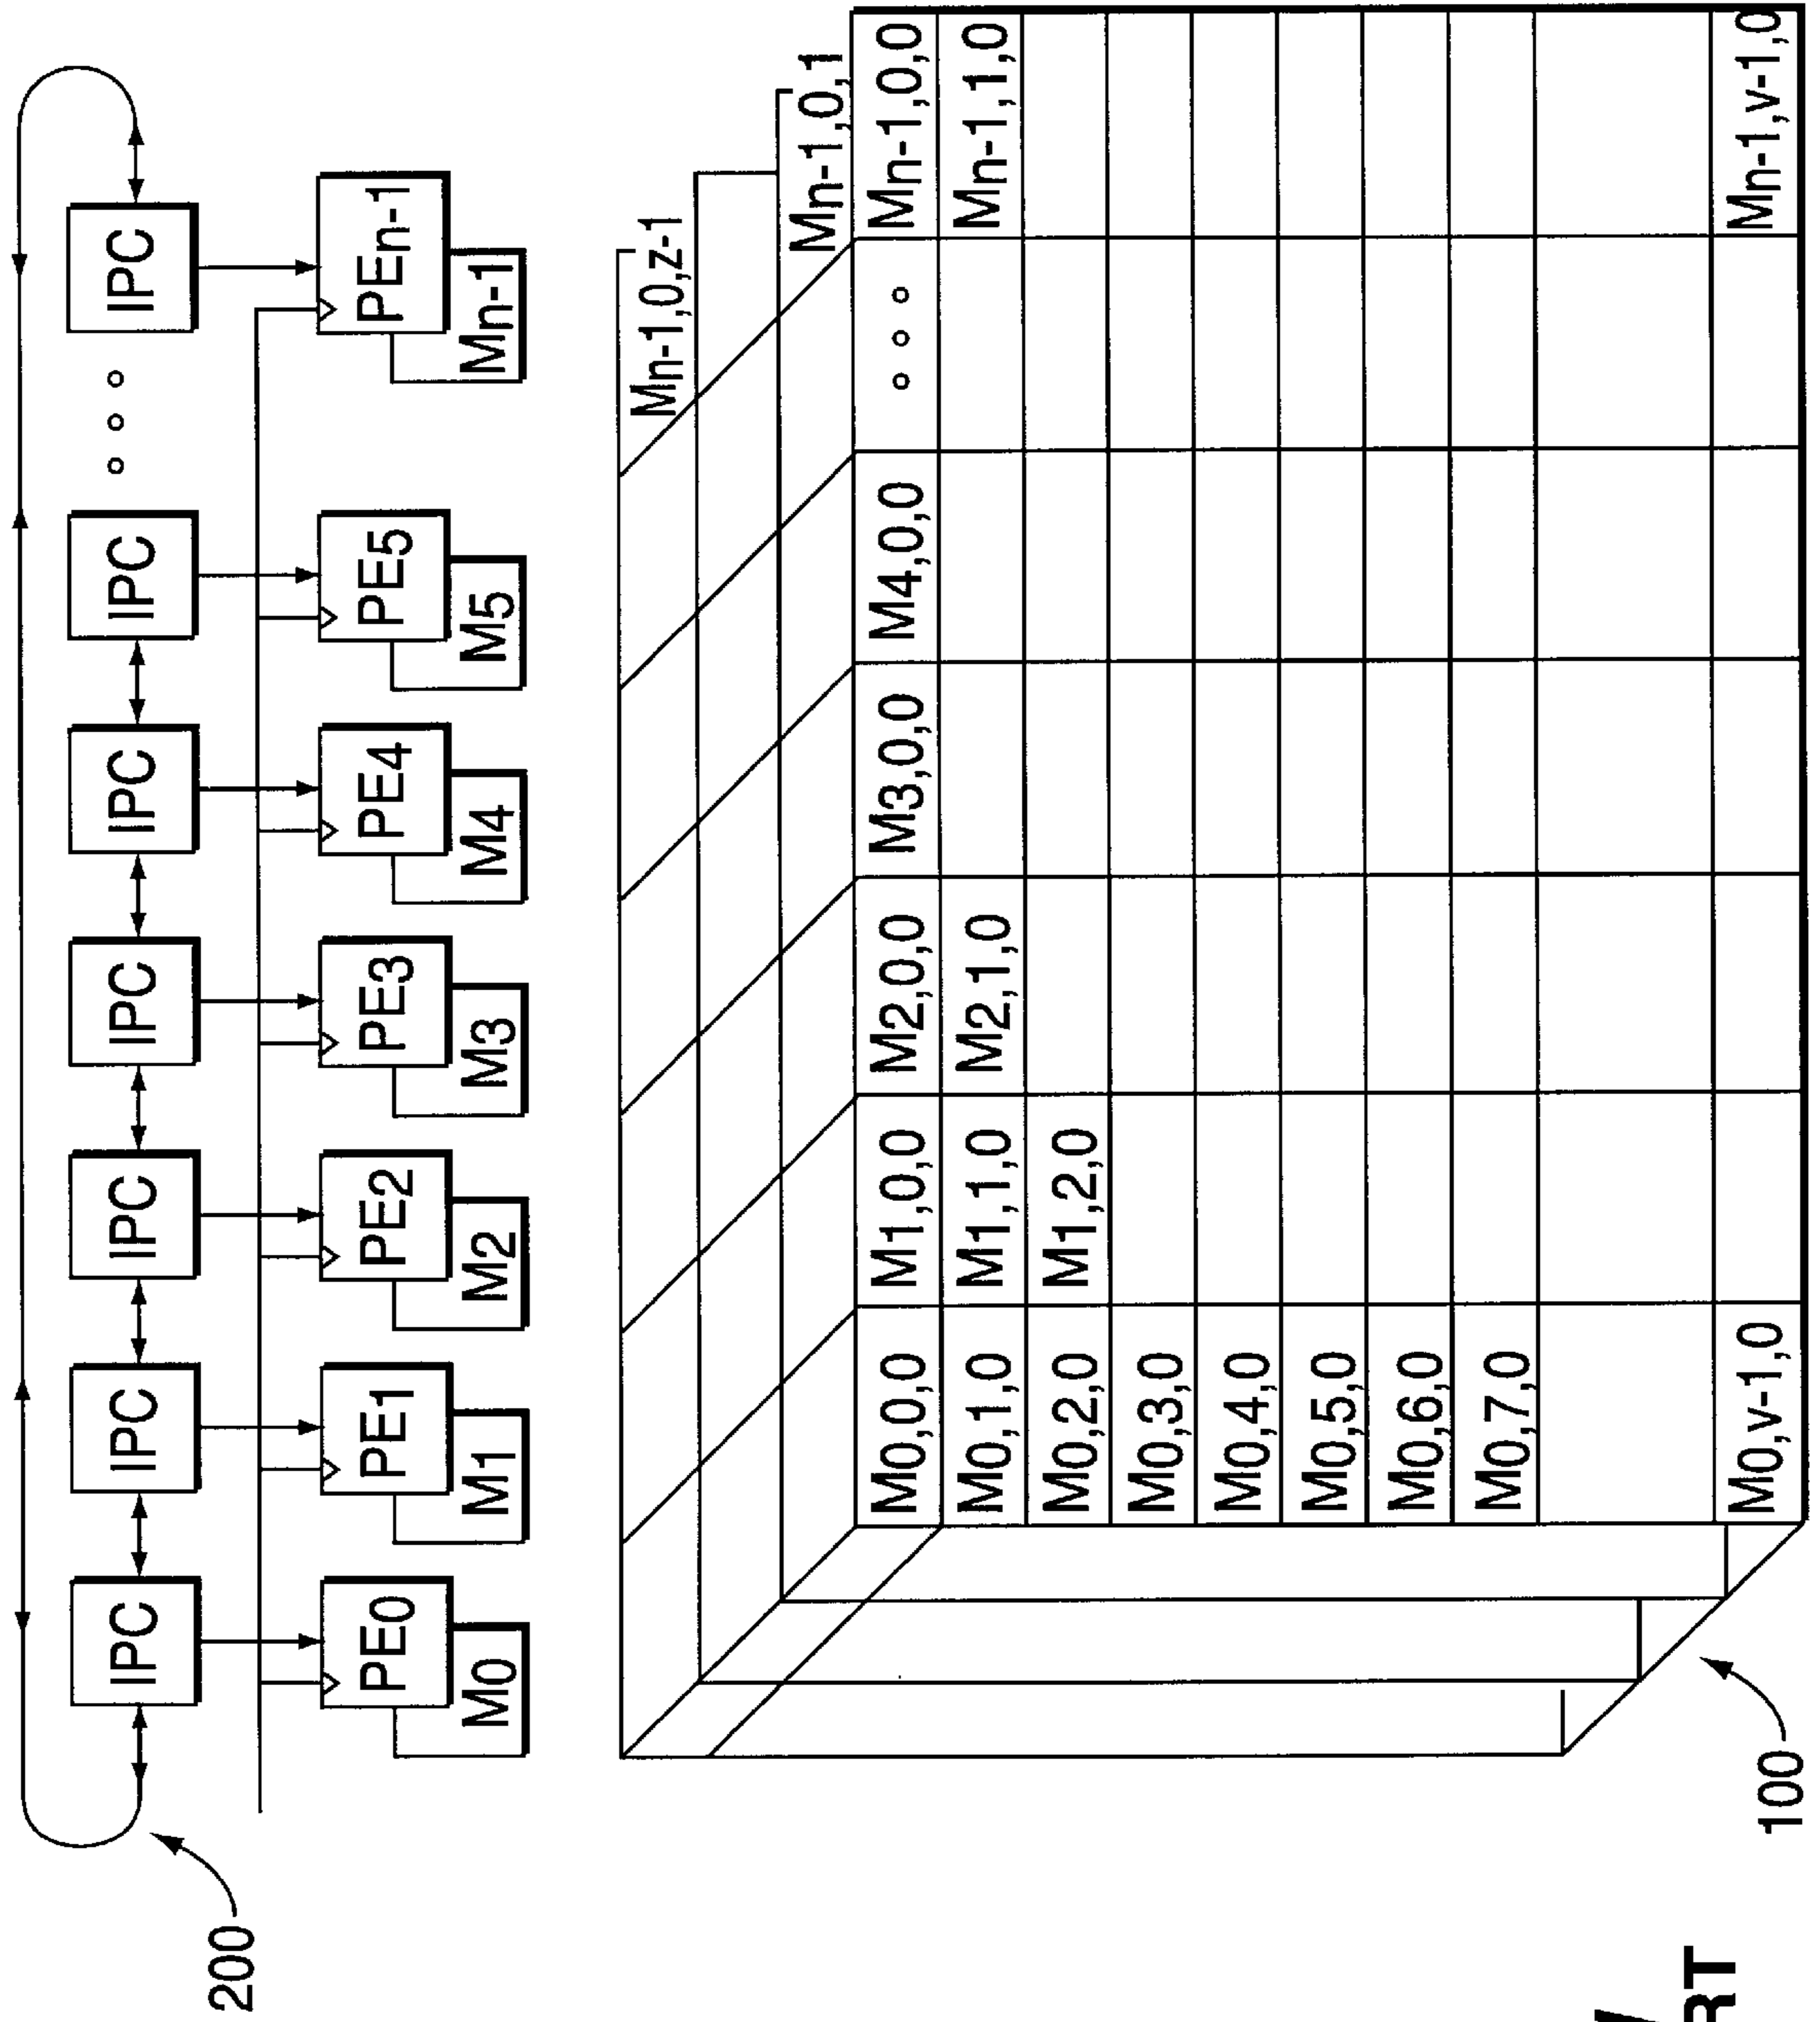 IPC IPC IPC IPC IPC IPC IPC
PE0 PE1 PE2 PE3 PE4 PE5 PEn-1
M0 M1 M2 M3 M4 M5 Mn-1
200
Mn-1,0,z-1
Mn-1,0,1
M0,0,0 M1,0,0 M2,0,0 M3,0,0 M4,0,0 Mn-1,0,0
M0,1,0 M1,1,0 M2,1,0 Mn-1,1,0
M0,2,0 M1,2,0
M0,3,0
M0,4,0
M0,5,0
M0,6,0
M0,7,0
M0,v-1,0 Mn-1,v-1,0
100